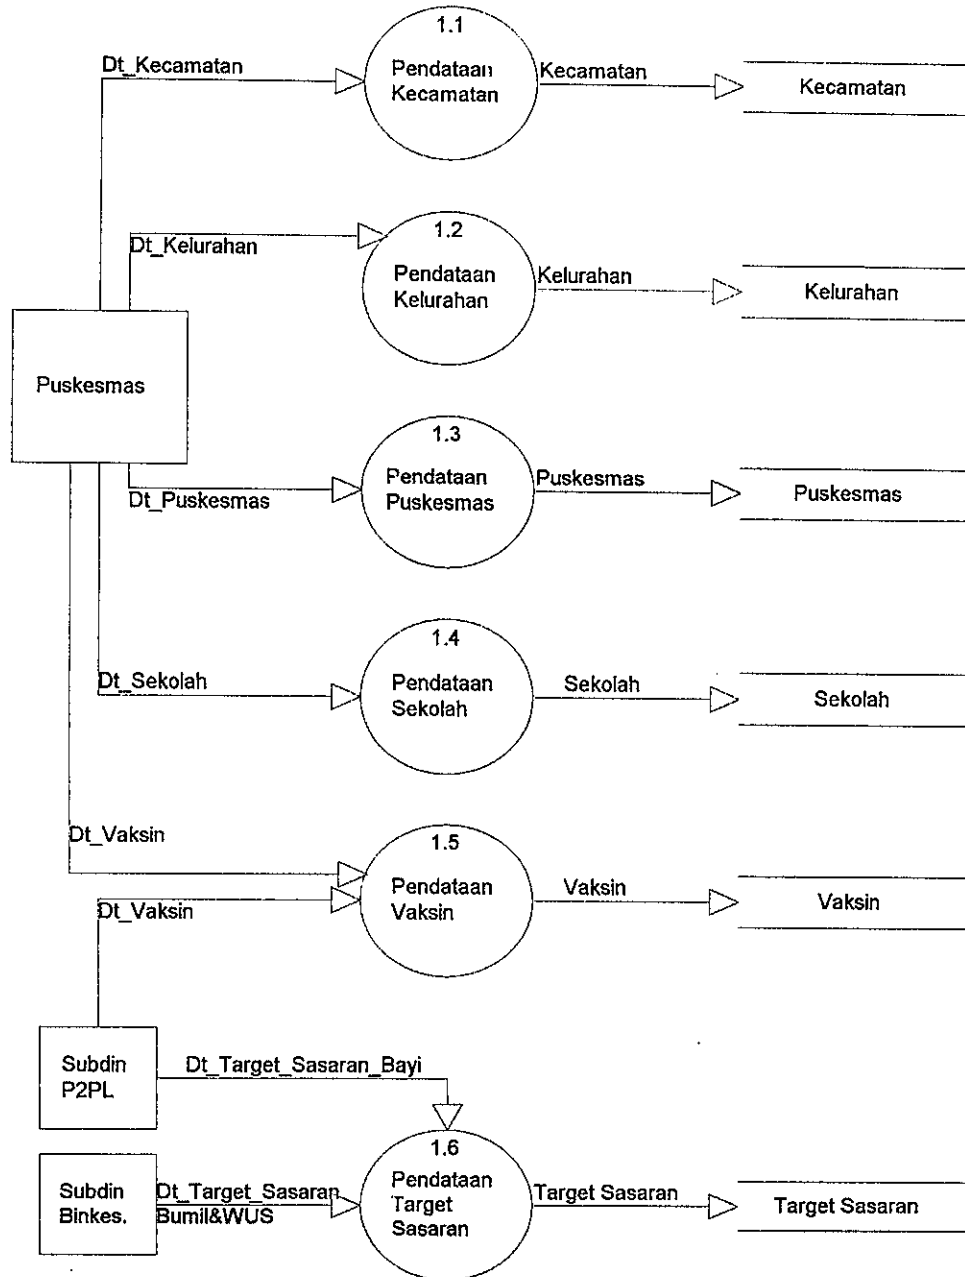 1.1
Dt_Kecamatan
Pendataan
Kecamatan
Kecamatan
Kecamatan
1.2
Dt_Kelurahan
Pendataan
Kelurahan
Kelurahan
Kelurahan
Puskesmas
1.3
Dt_Puskesmas
Pendataan
Puskesmas
Puskesmas
Puskesmas
1.4
Dt_Sekolah
Pendataan
Sekolah
Sekolah
Sekolah
Dt_Vaksin
1.5
Dt_Vaksin
Pendataan
Vaksin
Vaksin
Vaksin
Subdin
P2PL
Dt_Target_Sasaran_Bayi
1.6
Subdin
Binkes.
Dt_Target_Sasaran
Bumil&WUS
Pendataan
Target
Sasaran
Target Sasaran
Target Sasaran